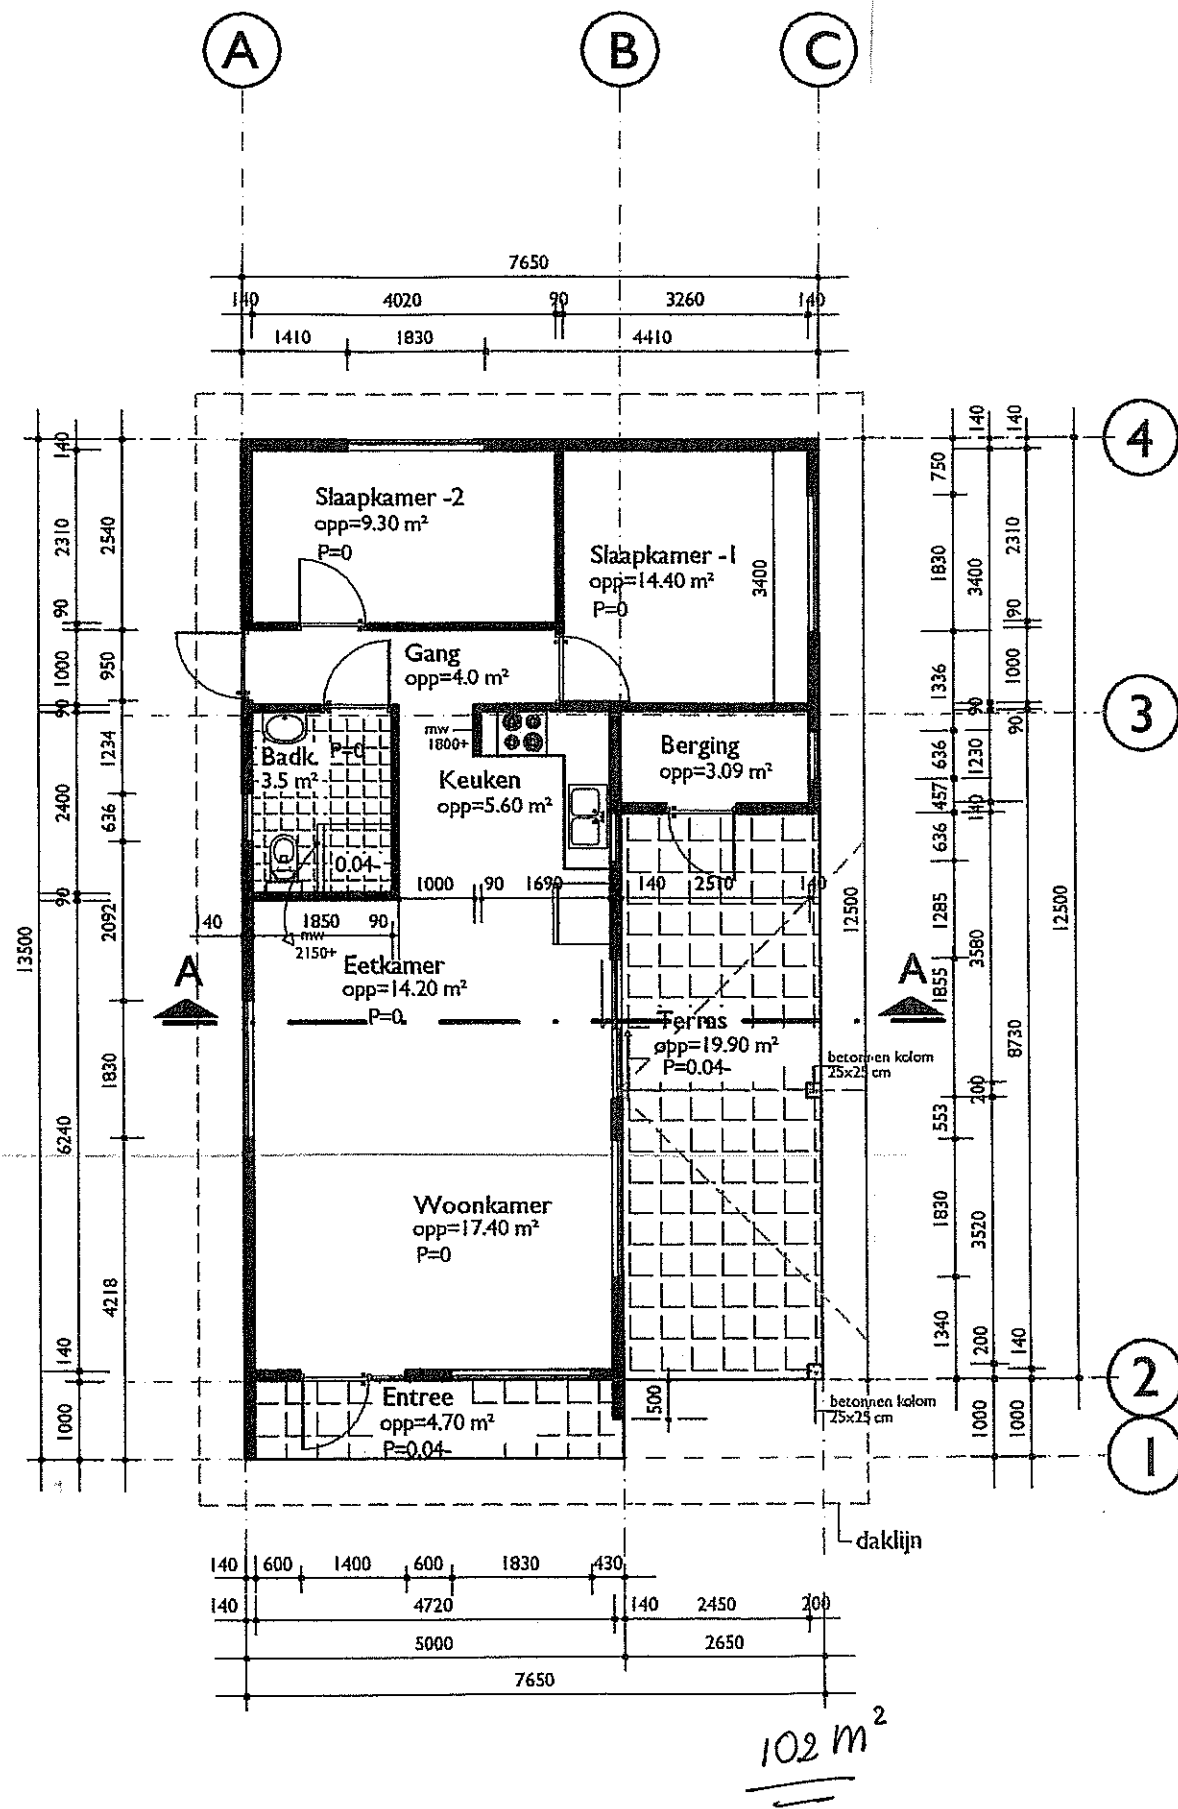 A B C
7650
140 4020 90 3260 140
1410 1830 4410
4
3
2
1
140
2310
90
1000
90
2400
90
6240
140
1000
13500
2540
950
1234
636
2092
1830
4218
Slaapkamer -2
opp=9.30 m²
P=0
Slaapkamer -1
opp=14.40 m²
P=0
3400
Gang
opp=4.0 m²
Badk.
3.5 m²
P=0
0.04-
mw
1800+
Keuken
opp=5.60 m²
Berging
opp=3.09 m²
1000 90 1690 140 2510 140
40 1850 90
mw
2150+
Eetkamer
opp=14.20 m²
P=0
A A
Terras
opp=19.90 m²
P=0.04-
betonnen kolom
25x25 cm
Woonkamer
opp=17.40 m²
P=0
Entree
opp=4.70 m²
P=0.04-
500
betonnen kolom
25x25 cm
daklijn
12500
750
1830
1336
636
457
636
1285
1855
553
1830
1340
140
3400
90
1230
140
3580
200
3520
200
1000
140
2310
90
1000
90
8730
140
1000
12500
140 600 1400 600 1830 430
140 4720 140 2450 200
5000 2650
7650
102 m²